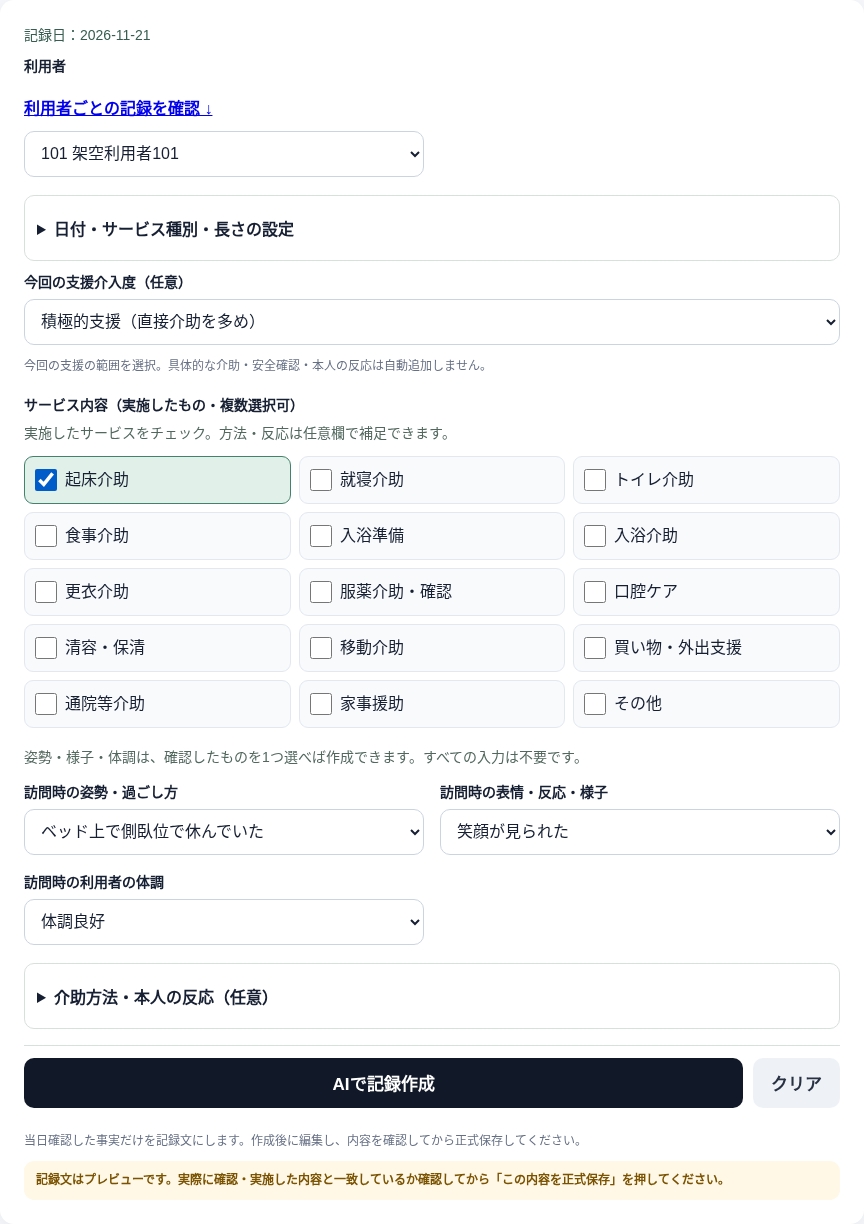 記録日：2026-11-21
利用者
利用者ごとの記録を確認 ↓
101 架空利用者101
▶ 日付・サービス種別・長さの設定
今回の支援介入度（任意）
積極的支援（直接介助を多め）
今回の支援の範囲を選択。具体的な介助・安全確認・本人の反応は自動追加しません。
サービス内容（実施したもの・複数選択可）
実施したサービスをチェック。方法・反応は任意欄で補足できます。
起床介助
就寝介助
トイレ介助
食事介助
入浴準備
入浴介助
更衣介助
服薬介助・確認
口腔ケア
清容・保清
移動介助
買い物・外出支援
通院等介助
家事援助
その他
姿勢・様子・体調は、確認したものを1つ選べば作成できます。すべての入力は不要です。
訪問時の姿勢・過ごし方
訪問時の表情・反応・様子
ベッド上で側臥位で休んでいた
笑顔が見られた
訪問時の利用者の体調
体調良好
▶ 介助方法・本人の反応（任意）
AIで記録作成
クリア
当日確認した事実だけを記録文にします。作成後に編集し、内容を確認してから正式保存してください。
記録文はプレビューです。実際に確認・実施した内容と一致しているか確認してから「この内容を正式保存」を押してください。